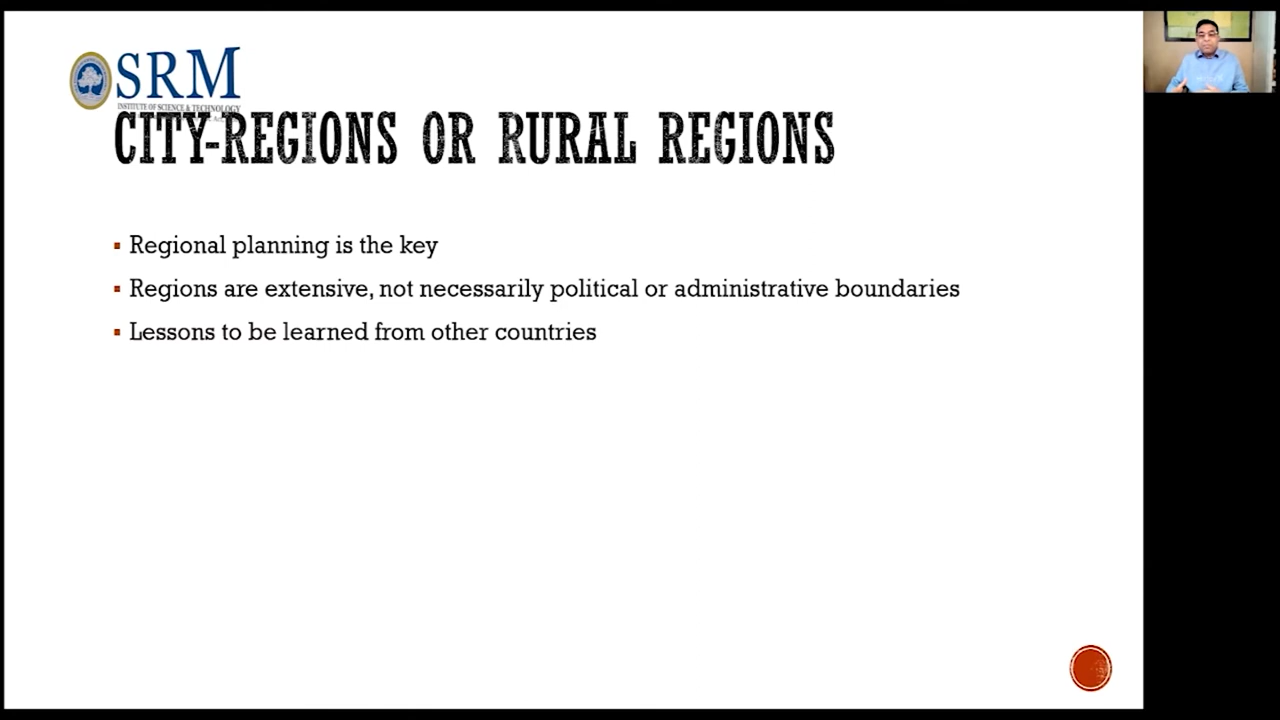 SRM
INSTITUTE OF SCIENCE & TECHNOLOGY
CITY-REGIONS OR RURAL REGIONS
Regional planning is the key
Regions are extensive, not necessarily political or administrative boundaries
Lessons to be learned from other countries